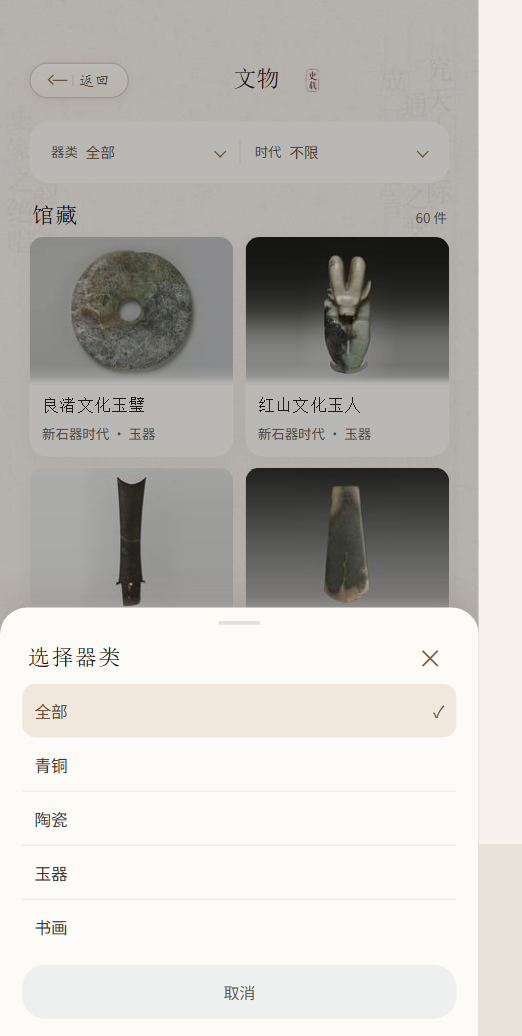 返回
文物
史载
器类 全部
时代 不限
馆藏
60 件
良渚文化玉璧
新石器时代 · 玉器
红山文化玉人
新石器时代 · 玉器
选择器类
全部
青铜
陶瓷
玉器
书画
取消